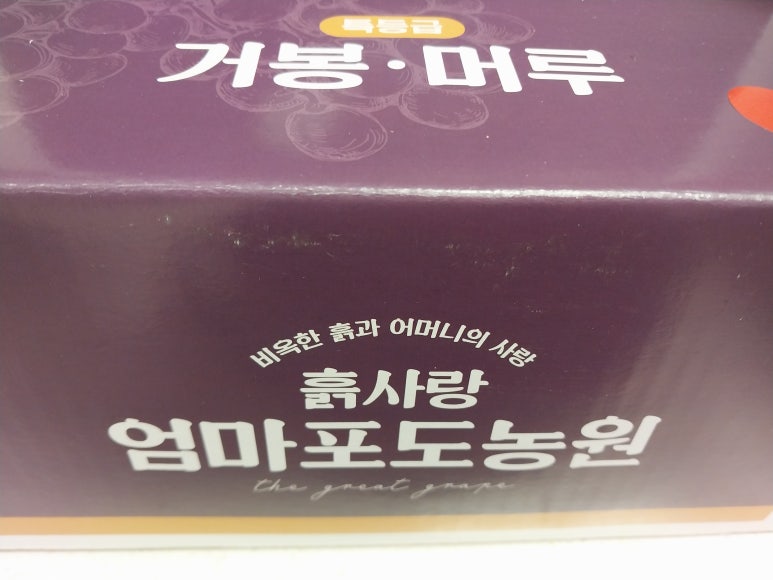 특등급
거봉·머루
비옥한 흙과 어머니의 사랑
흙사랑
엄마포도농원
the great grape